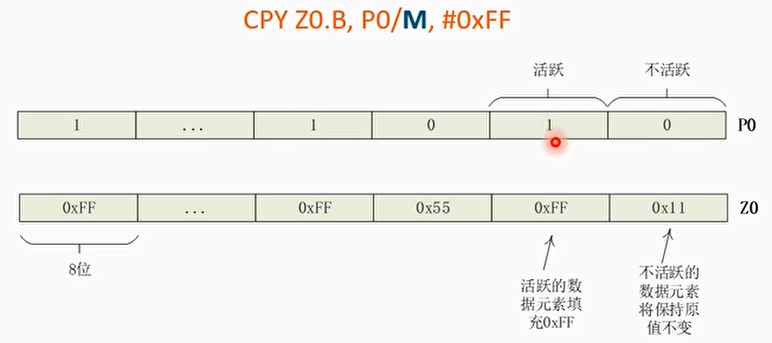 CPY Z0.B, P0/M, #0xFF
活跃
不活跃
1
...
1
0
1
0
P0
0xFF
...
0xFF
0x55
0xFF
0x11
Z0
8位
活跃的数
据元素填
充0xFF
不活跃的
数据元素
将保持原
值不变